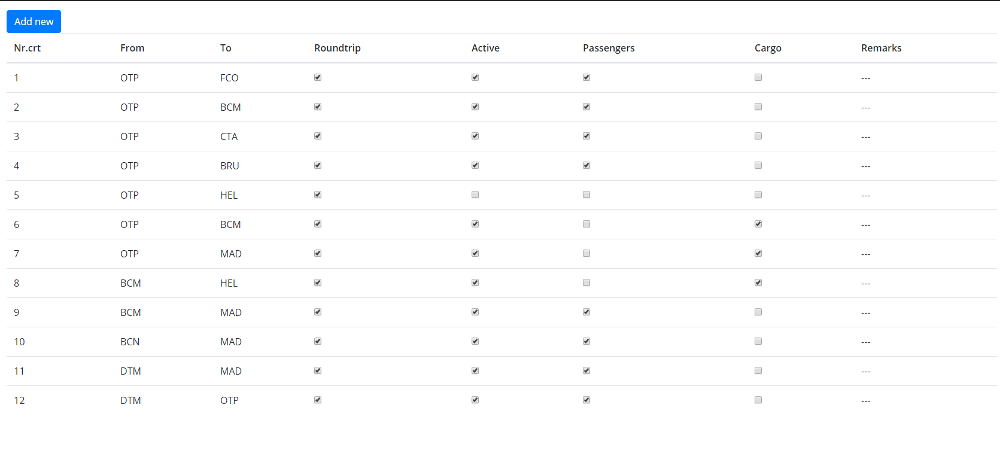 Add new
Nr.crt From To Roundtrip Active Passengers Cargo Remarks
1 OTP FCO ---
2 OTP BCM ---
3 OTP CTA ---
4 OTP BRU ---
5 OTP HEL ---
6 OTP BCM ---
7 OTP MAD ---
8 BCM HEL ---
9 BCM MAD ---
10 BCN MAD ---
11 DTM MAD ---
12 DTM OTP ---